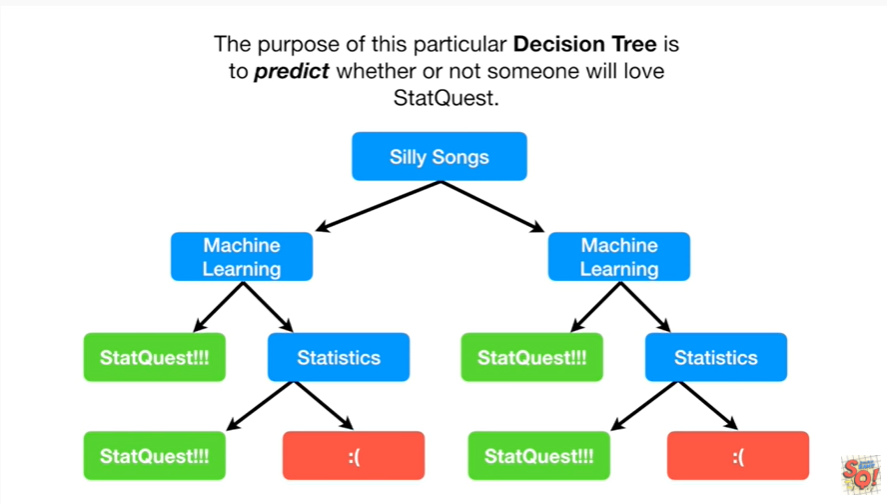 The purpose of this particular Decision Tree is
to predict whether or not someone will love
StatQuest.
Silly Songs
Machine
Learning
Machine
Learning
StatQuest!!!
Statistics
StatQuest!!!
Statistics
StatQuest!!!
:(
StatQuest!!!
:(
SO!